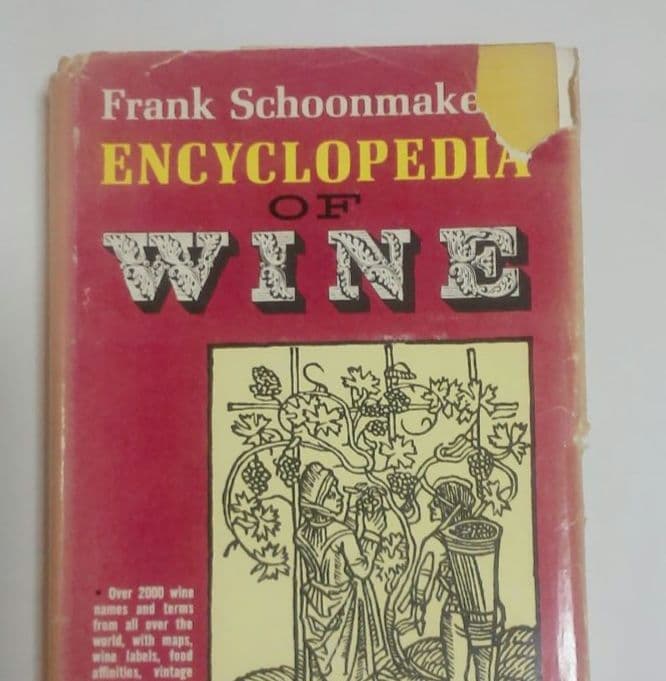 Frank Schoonmake
ENCYCLOPEDIA
OF
WINE
• Over 2000 wine
names and terms
from all over the
world, with maps,
wine labels, food
affinities, vintage